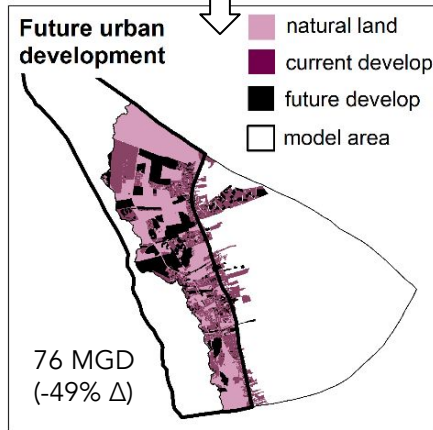 Future urban
development
natural land
current develop
future develop
model area
76 MGD
(-49% Δ)